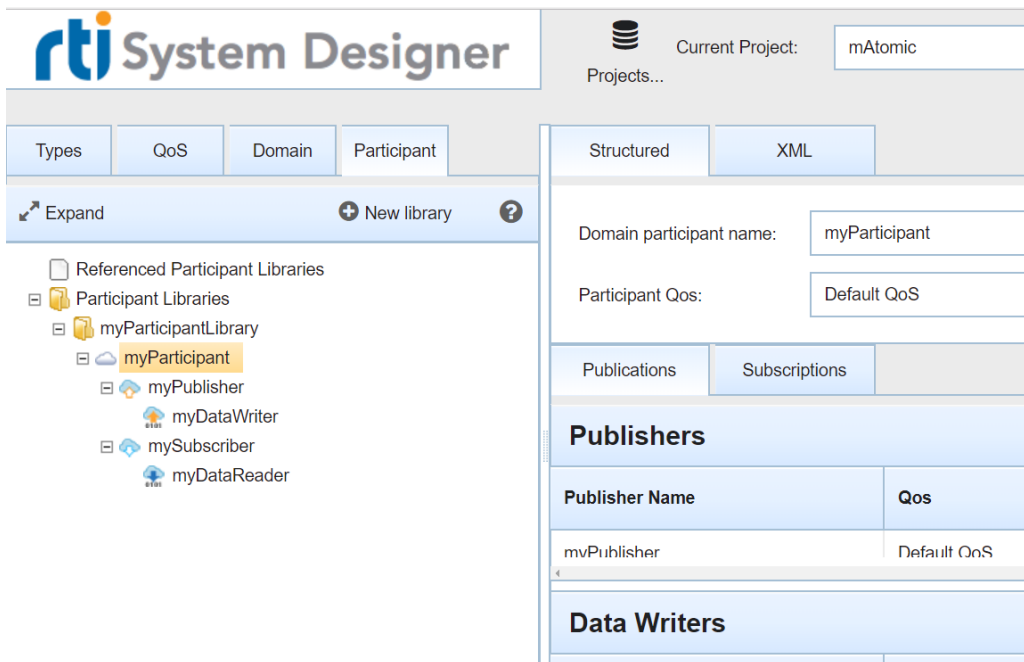 rti System Designer
Projects...
Current Project:
mAtomic
Types
QoS
Domain
Participant
Expand
New library
?
Referenced Participant Libraries
Participant Libraries
myParticipantLibrary
myParticipant
myPublisher
myDataWriter
mySubscriber
myDataReader
Structured
XML
Domain participant name:
myParticipant
Participant Qos:
Default QoS
Publications
Subscriptions
Publishers
Publisher Name
Qos
myPublisher
Default QoS
Data Writers